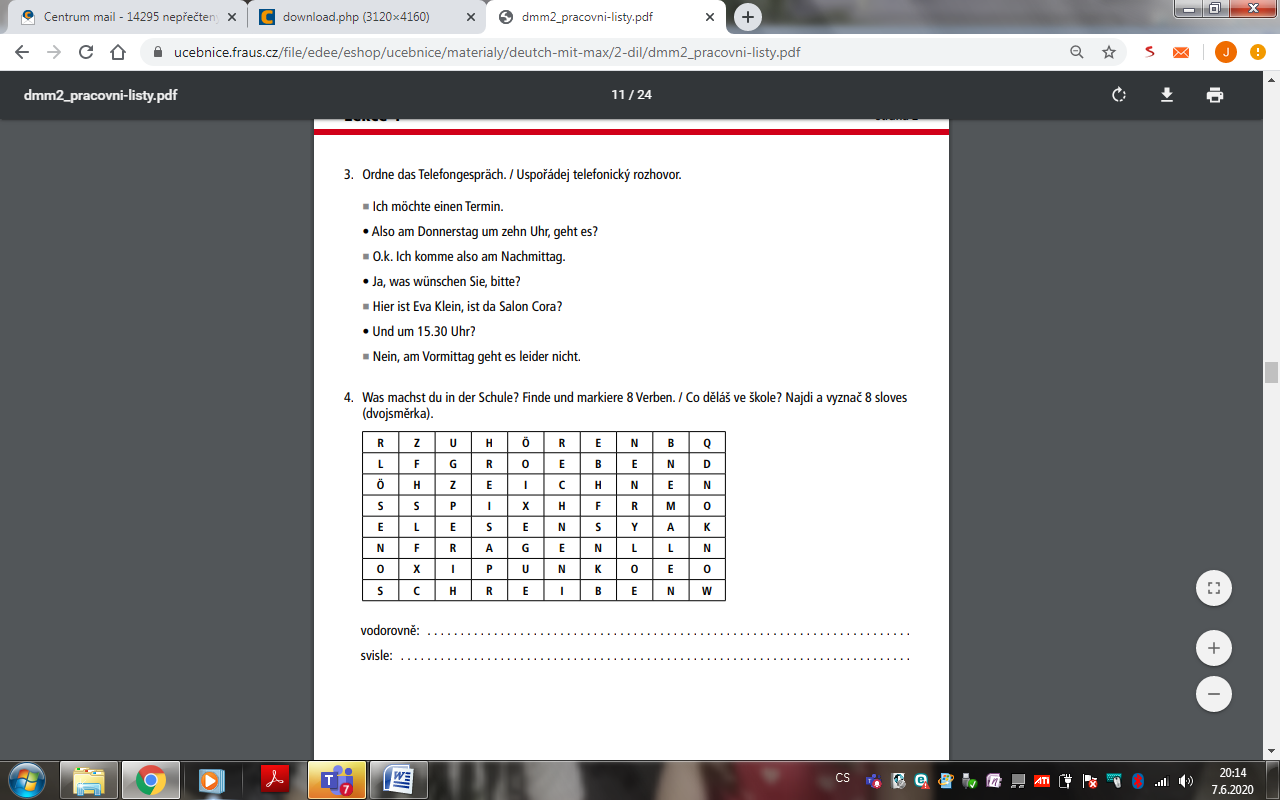 Centrum mail - 14295 nepřečten
download.php (3120×4160)
dmm2_pracovni-listy.pdf
ucebnice.fraus.cz/file/edee/eshop/ucebnice/materialy/deutch-mit-max/2-dil/dmm2_pracovni-listy.pdf
dmm2_pracovni-listy.pdf
11 / 24
3. Ordne das Telefongespräch. / Uspořádej telefonický rozhovor.
■ Ich möchte einen Termin.
• Also am Donnerstag um zehn Uhr, geht es?
■ O.k. Ich komme also am Nachmittag.
• Ja, was wünschen Sie, bitte?
■ Hier ist Eva Klein, ist da Salon Cora?
• Und um 15.30 Uhr?
■ Nein, am Vormittag geht es leider nicht.
4. Was machst du in der Schule? Finde und markiere 8 Verben. / Co děláš ve škole? Najdi a vyznač 8 sloves
(dvojsměrka).
R Z U H Ö R E N B Q
L F G R O E B E N D
Ö H Z E I C H N E N
S S P I X H F R M O
E L E S E N S Y A K
N F R A G E N L L N
O X I P U N K O E O
S C H R E I B E N W
vodorovně:
svisle:
CS
20:14
7.6.2020